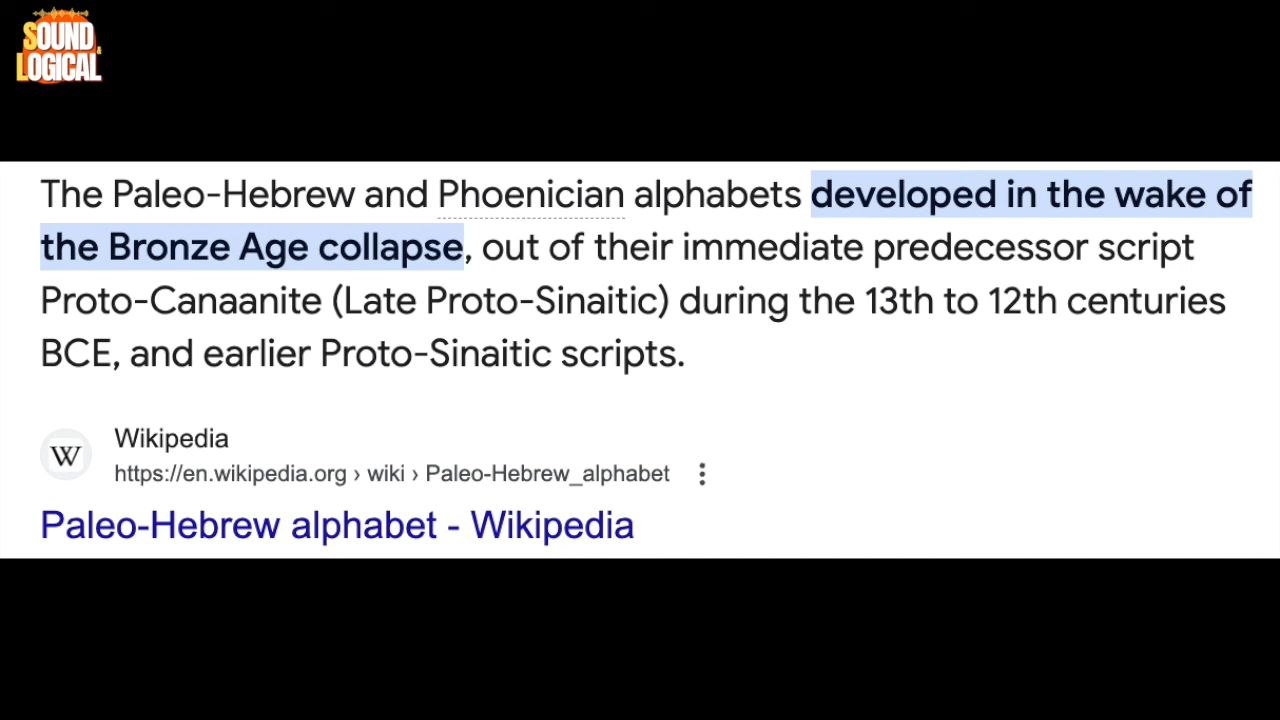 SOUND
&
LOGICAL
The Paleo-Hebrew and Phoenician alphabets developed in the wake of
the Bronze Age collapse, out of their immediate predecessor script
Proto-Canaanite (Late Proto-Sinaitic) during the 13th to 12th centuries
BCE, and earlier Proto-Sinaitic scripts.
W
Wikipedia
https://en.wikipedia.org › wiki › Paleo-Hebrew_alphabet
Paleo-Hebrew alphabet - Wikipedia